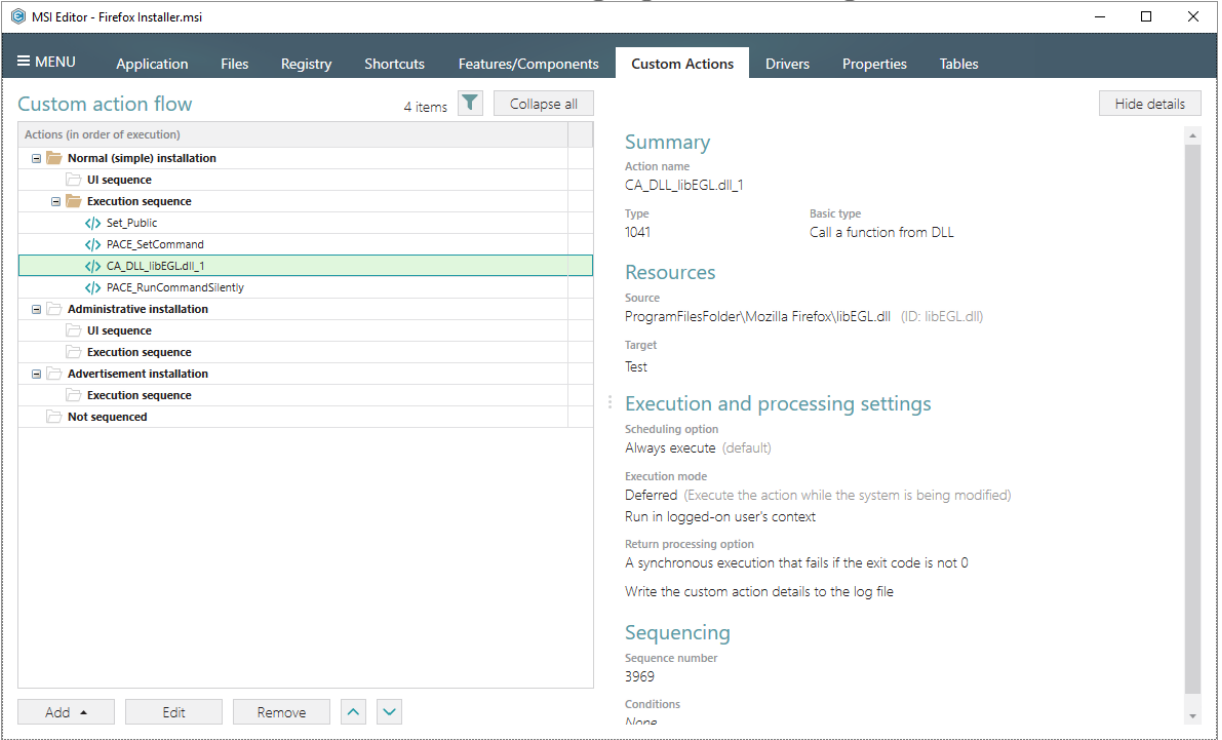 MSI Editor - Firefox Installer.msi
MENU Application Files Registry Shortcuts Features/Components Custom Actions Drivers Properties Tables
Custom action flow 4 items Collapse all Hide details
Actions (in order of execution)
Normal (simple) installation
UI sequence
Execution sequence
Set_Public
PACE_SetCommand
CA_DLL_libEGL.dll_1
PACE_RunCommandSilently
Administrative installation
UI sequence
Execution sequence
Advertisement installation
Execution sequence
Not sequenced
Add Edit Remove
Summary
Action name
CA_DLL_libEGL.dll_1
Type Basic type
1041 Call a function from DLL
Resources
Source
ProgramFilesFolder\Mozilla Firefox\libEGL.dll (ID: libEGL.dll)
Target
Test
Execution and processing settings
Scheduling option
Always execute (default)
Execution mode
Deferred (Execute the action while the system is being modified)
Run in logged-on user's context
Return processing option
A synchronous execution that fails if the exit code is not 0
Write the custom action details to the log file
Sequencing
Sequence number
3969
Conditions
None